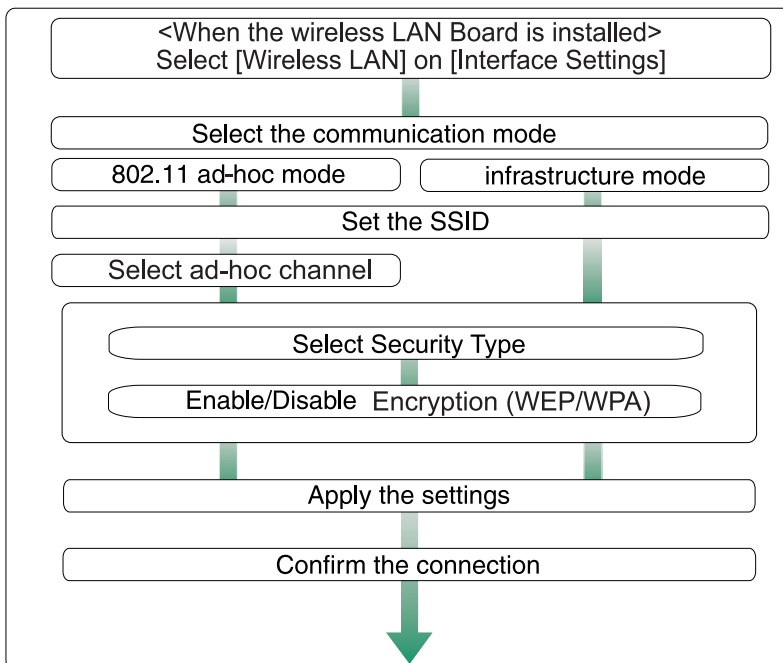 <When the wireless LAN Board is installed>
Select [Wireless LAN] on [Interface Settings]
Select the communication mode
802.11 ad-hoc mode
infrastructure mode
Set the SSID
Select ad-hoc channel
Select Security Type
Enable/Disable Encryption (WEP/WPA)
Apply the settings
Confirm the connection